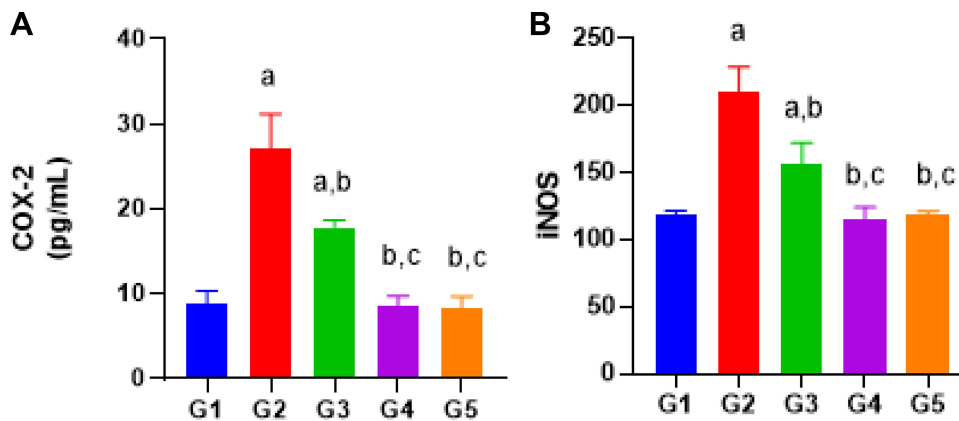 A
COX-2
(pg/mL)
40
30
20
10
0
a
a,b
b,c
b,c
G1 G2 G3 G4 G5
B
iNOS
250
200
150
100
50
0
a
a,b
b,c
b,c
G1 G2 G3 G4 G5